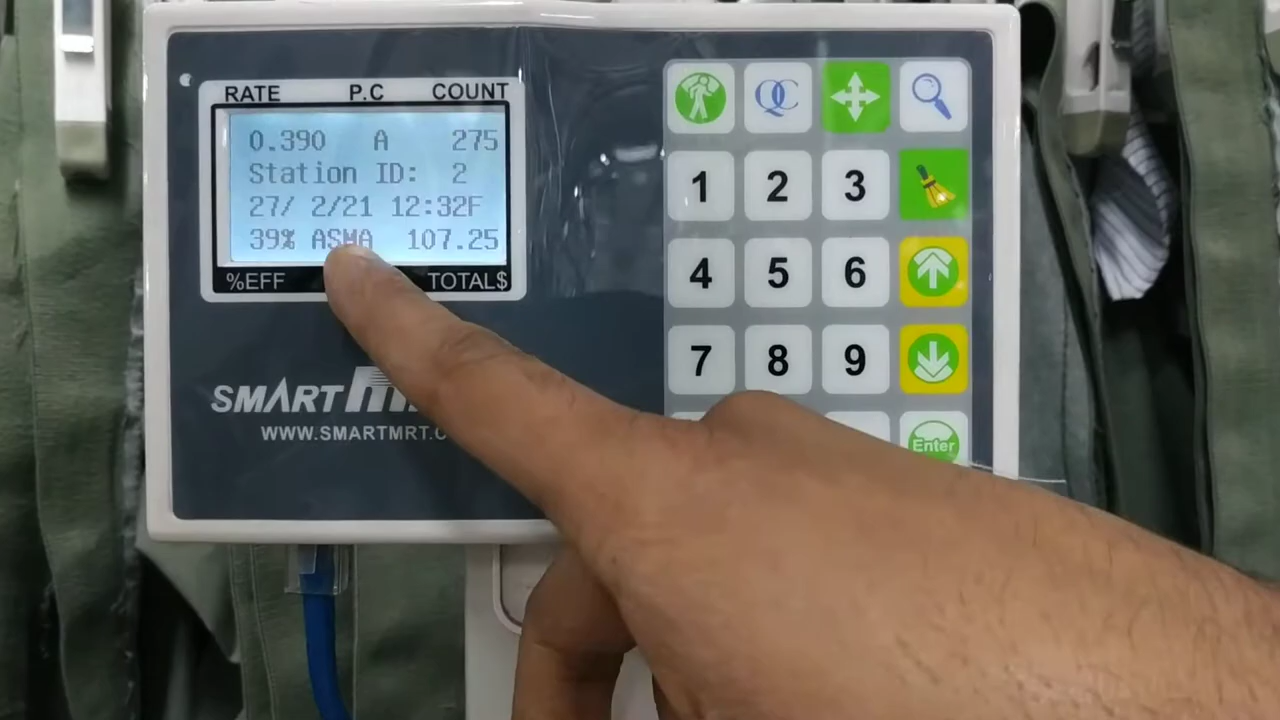 RATE P.C COUNT
0.390 A 275
Station ID: 2
27/ 2/21 12:32F
39% ASMA 107.25
%EFF TOTAL$
SMART
WWW.SMARTMRT.C
QC
1 2 3
4 5 6
7 8 9
Enter